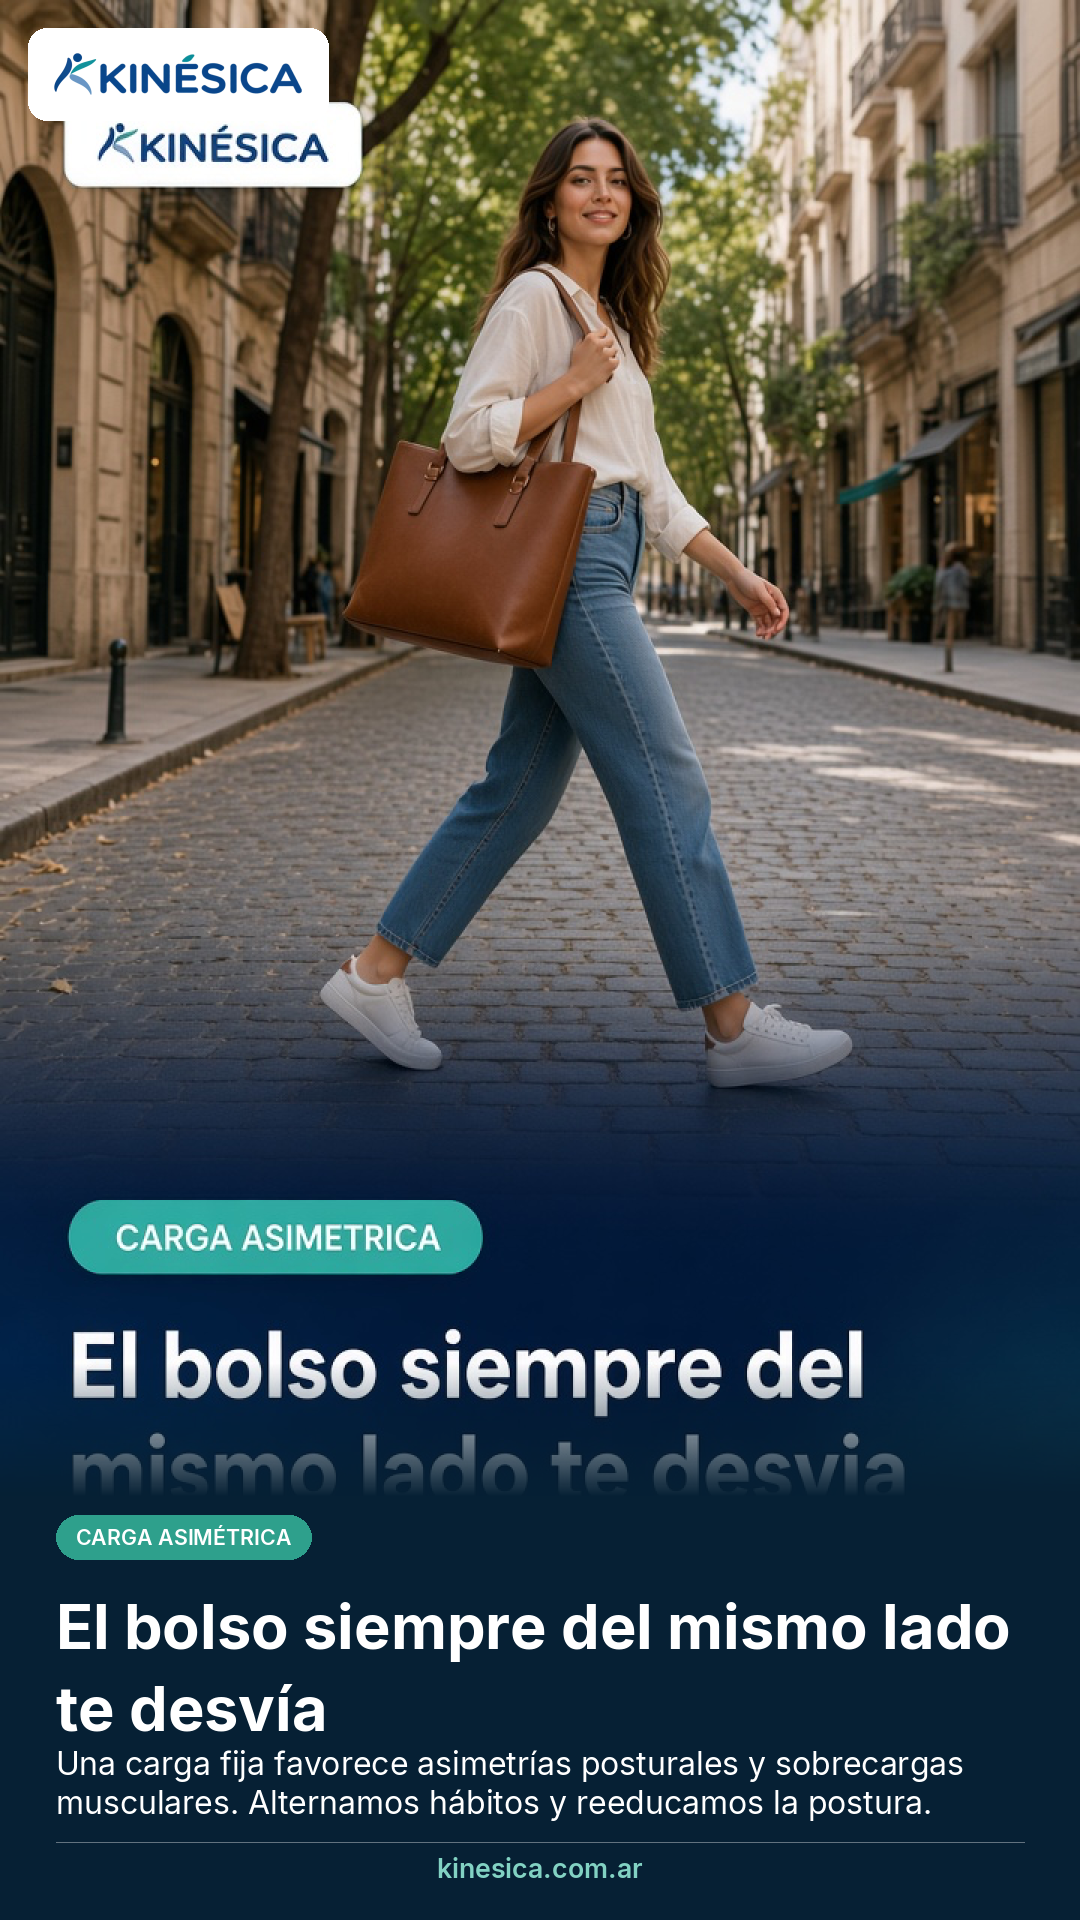 KINÉSICA
KINÉSICA
CARGA ASIMETRICA
El bolso siempre del
mismo lado te desvia
CARGA ASIMÉTRICA
El bolso siempre del mismo lado
te desvía
Una carga fija favorece asimetrías posturales y sobrecargas
musculares. Alternamos hábitos y reeducamos la postura.
kinesica.com.ar